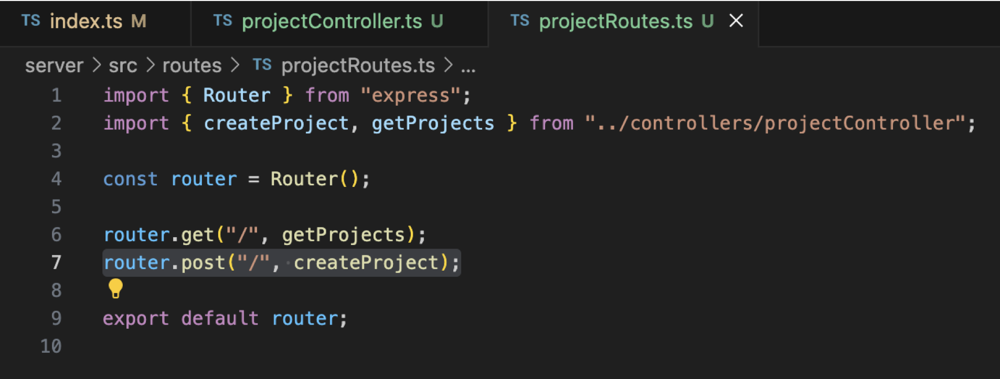 TS index.ts M TS projectController.ts U TS projectRoutes.ts U
server > src > routes > TS projectRoutes.ts > ...
1 import { Router } from "express";
2 import { createProject, getProjects } from "../controllers/projectController";
3
4 const router = Router();
5
6 router.get("/", getProjects);
7 router.post("/", createProject);
8
9 export default router;
10